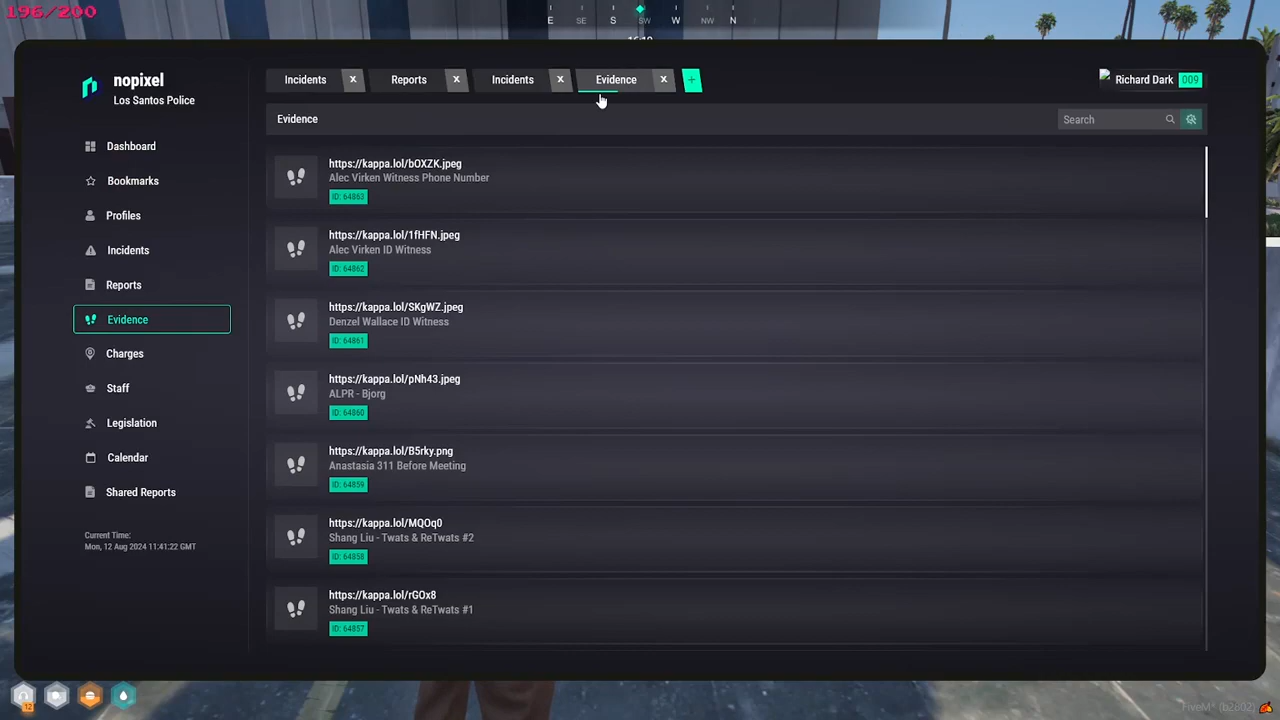 196/200
E SE S SW W NW N
nopixel
Los Santos Police
Incidents x Reports x Incidents x Evidence x +
Richard Dark 009
Evidence
Search
Dashboard
Bookmarks
Profiles
Incidents
Reports
Evidence
Charges
Staff
Legislation
Calendar
Shared Reports
Current Time:
Mon, 12 Aug 2024 11:41:22 GMT
https://kappa.lol/bOXZK.jpeg
Alec Virken Witness Phone Number
ID: 64863
https://kappa.lol/1fHFN.jpeg
Alec Virken ID Witness
ID: 64862
https://kappa.lol/SKgWZ.jpeg
Denzel Wallace ID Witness
ID: 64861
https://kappa.lol/pNh43.jpeg
ALPR - Bjorg
ID: 64860
https://kappa.lol/B5rky.png
Anastasia 311 Before Meeting
ID: 64859
https://kappa.lol/MQOq0
Shang Liu - Twats & ReTwats #2
ID: 64858
https://kappa.lol/rGOx8
Shang Liu - Twats & ReTwats #1
ID: 64857
12
FiveM* (b2802)